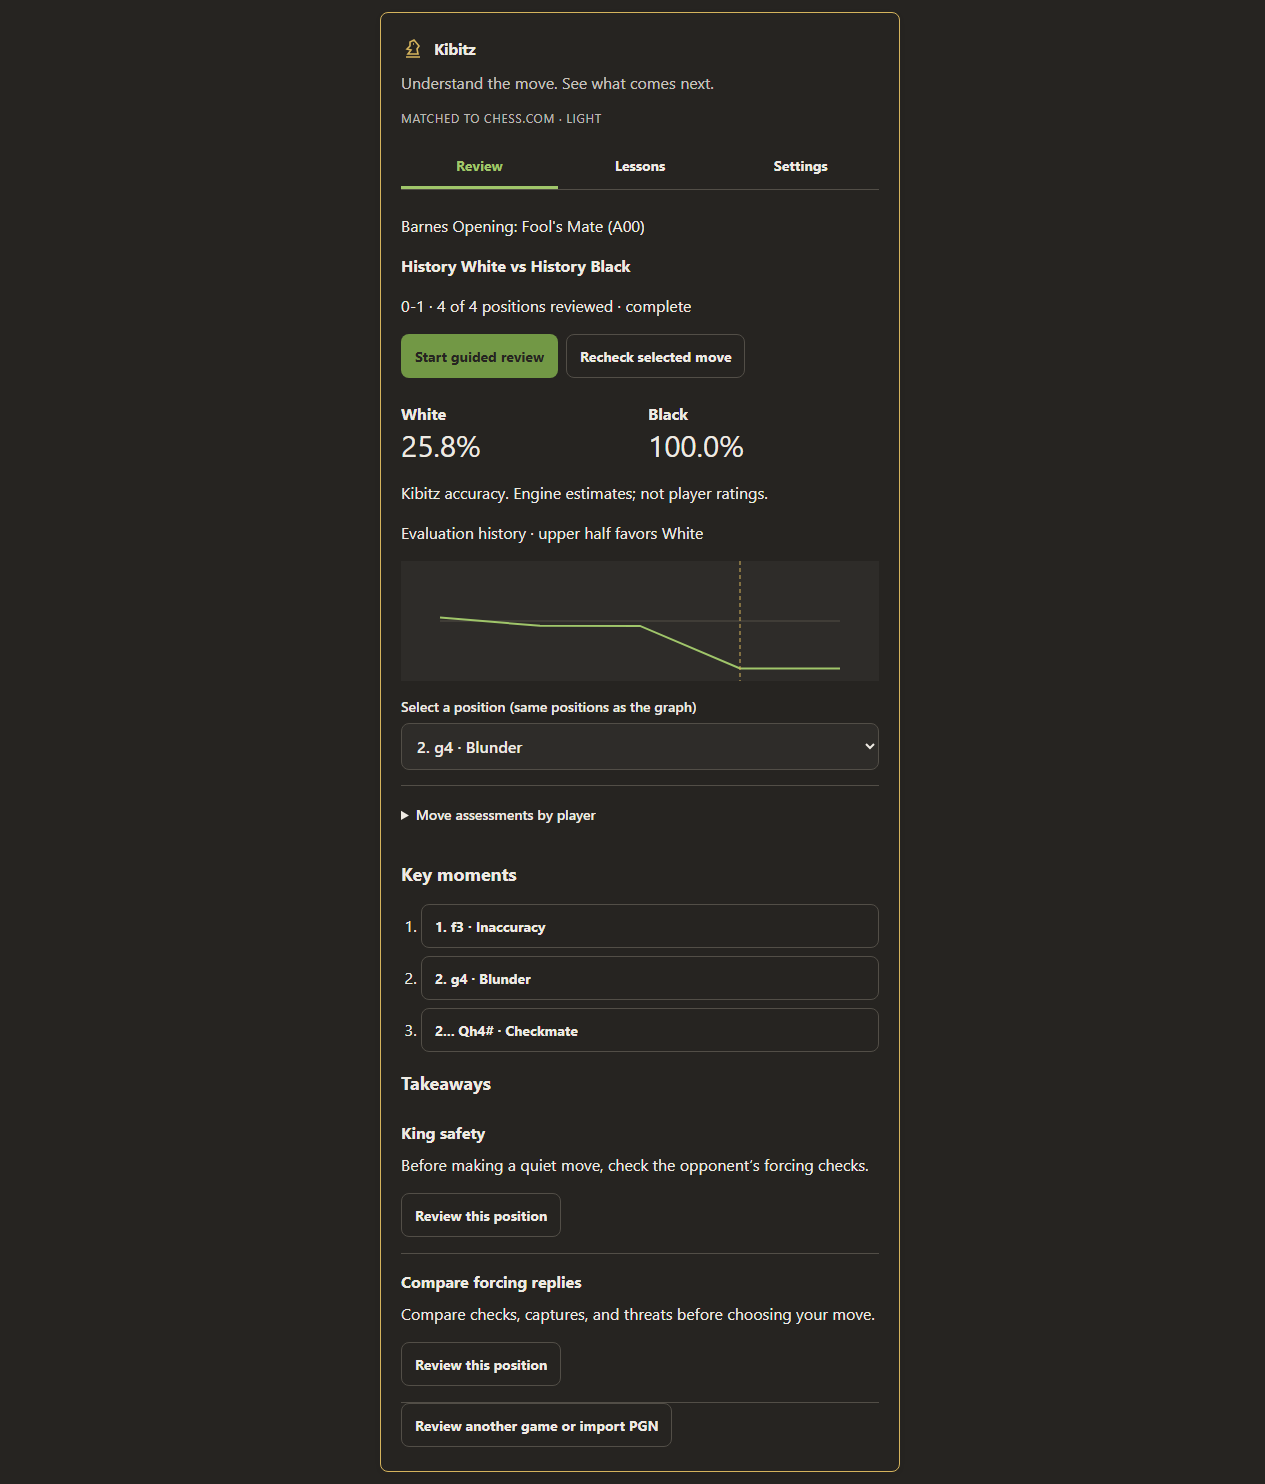 Kibitz
Understand the move. See what comes next.
MATCHED TO CHESS.COM · LIGHT
Review Lessons Settings
Barnes Opening: Fool's Mate (A00)
History White vs History Black
0-1 · 4 of 4 positions reviewed · complete
Start guided review Recheck selected move
White Black
25.8% 100.0%
Kibitz accuracy. Engine estimates; not player ratings.
Evaluation history · upper half favors White
Select a position (same positions as the graph)
2. g4 · Blunder
Move assessments by player
Key moments
1. 1. f3 · Inaccuracy
2. 2. g4 · Blunder
3. 2... Qh4# · Checkmate
Takeaways
King safety
Before making a quiet move, check the opponent’s forcing checks.
Review this position
Compare forcing replies
Compare checks, captures, and threats before choosing your move.
Review this position
Review another game or import PGN